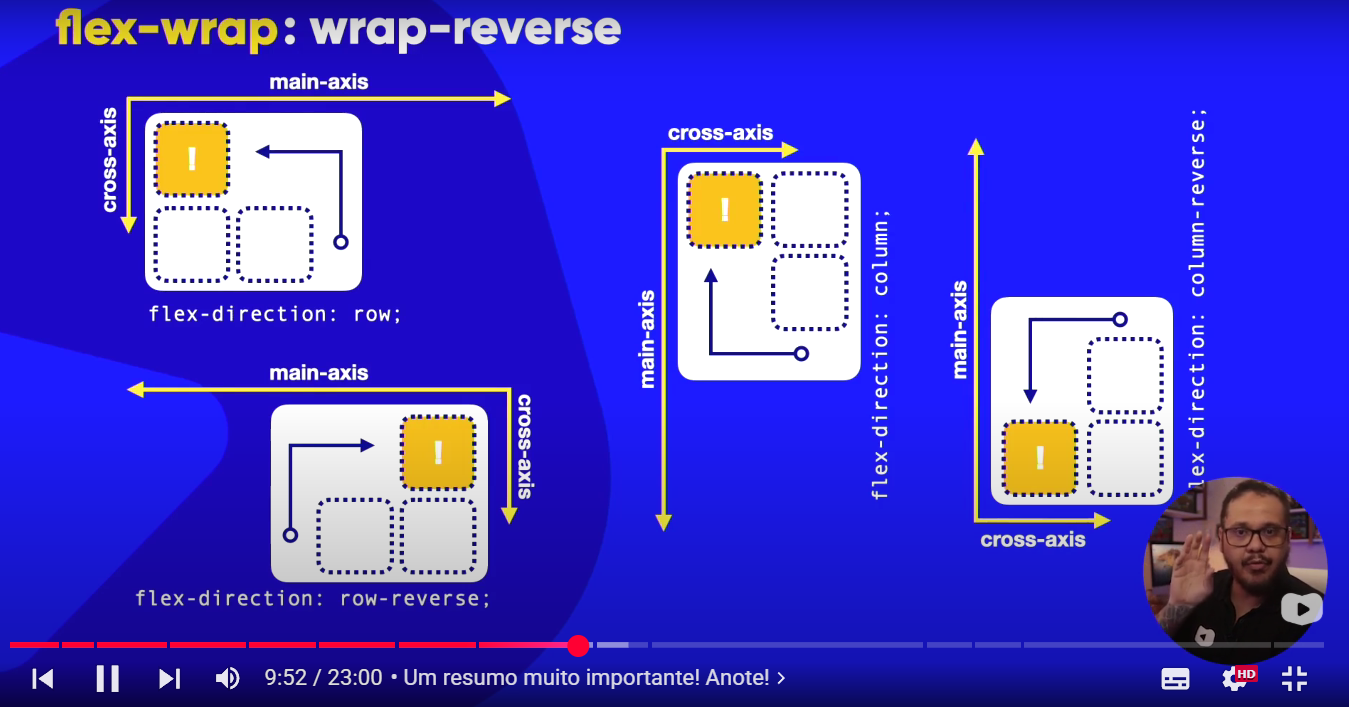 flex-wrap: wrap-reverse
main-axis
cross-axis
!
flex-direction: row;
main-axis
cross-axis
!
flex-direction: row-reverse;
cross-axis
main-axis
!
flex-direction: column;
main-axis
!
cross-axis
flex-direction: column-reverse;
9:52 / 23:00 • Um resumo muito importante! Anote! >
HD